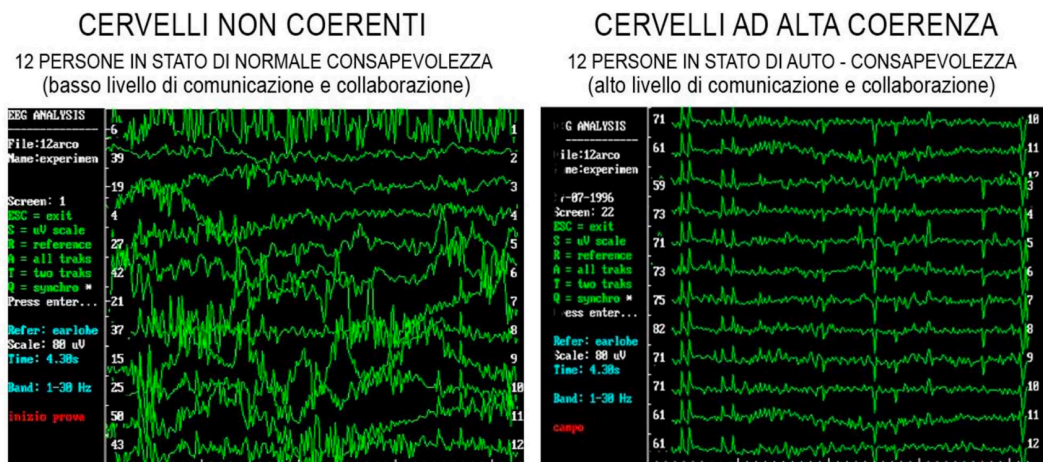 CERVELLI NON COERENTI
12 PERSONE IN STATO DI NORMALE CONSAPEVOLEZZA
(basso livello di comunicazione e collaborazione)
EEG ANALYSIS
File:12arco
Name:experimen
Screen: 1
ESC = exit
S = uV scale
R = reference
A = all traks
T = two traks
Q = synchro *
Press enter...
Refer: earlobe
Scale: 80 uV
Time: 4.30s
Band: 1-30 Hz
inizio prova
6 1
39 2
19 3
4 4
27 5
42 6
21 7
37 8
15 9
25 10
50 11
43 12
CERVELLI AD ALTA COERENZA
12 PERSONE IN STATO DI AUTO - CONSAPEVOLEZZA
(alto livello di comunicazione e collaborazione)
G ANALYSIS
ile:12arco
me:experimen
-07-1996
Screen: 22
ESC = exit
S = uV scale
R = reference
A = all traks
T = two traks
Q = synchro *
ess enter...
Refer: earlobe
Scale: 80 uV
Time: 4.30s
Band: 1-30 Hz
campo
71 10
61 11
12
59 3
73 4
71 5
73 6
75 7
82 8
71 9
71 10
61 11
61 12